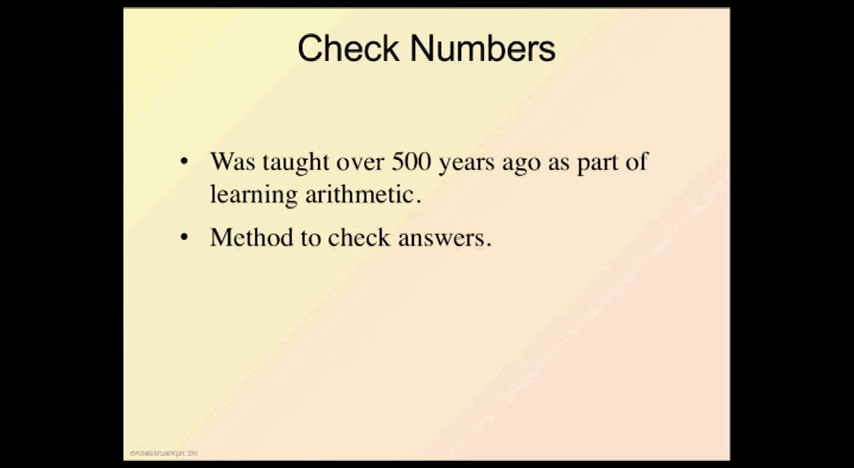 Check Numbers
• Was taught over 500 years ago as part of
learning arithmetic.
• Method to check answers.